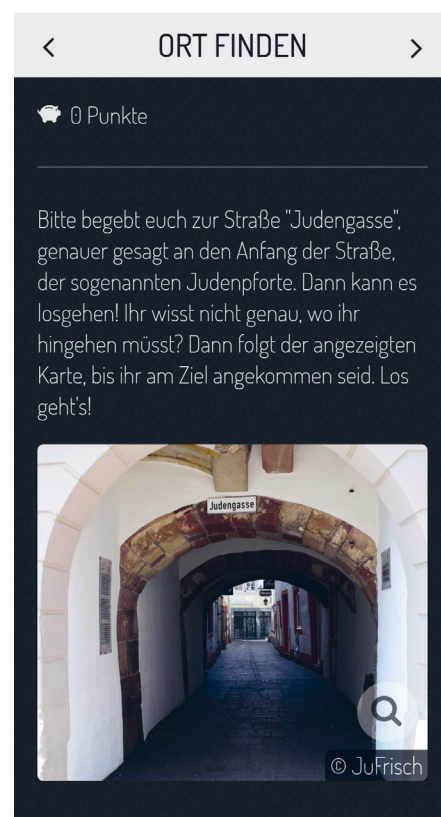 ORT FINDEN
0 Punkte
Bitte begebt euch zur Straße "Judengasse",
genauer gesagt an den Anfang der Straße,
der sogenannten Judenpforte. Dann kann es
losgehen! Ihr wisst nicht genau, wo ihr
hingehen müsst? Dann folgt der angezeigten
Karte, bis ihr am Ziel angekommen seid. Los
geht's!
Judengasse
© JuFrisch